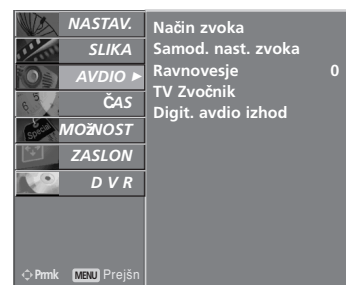 NASTAV.
SLIKA
AVDIO ►
ČAS
Special MOŽNOST
ZASLON
D V R
Način zvoka
Samod. nast. zvoka
Ravnovesje 0
TV Zvočnik
Digit. avdio izhod
Prmk MENU Prejšn